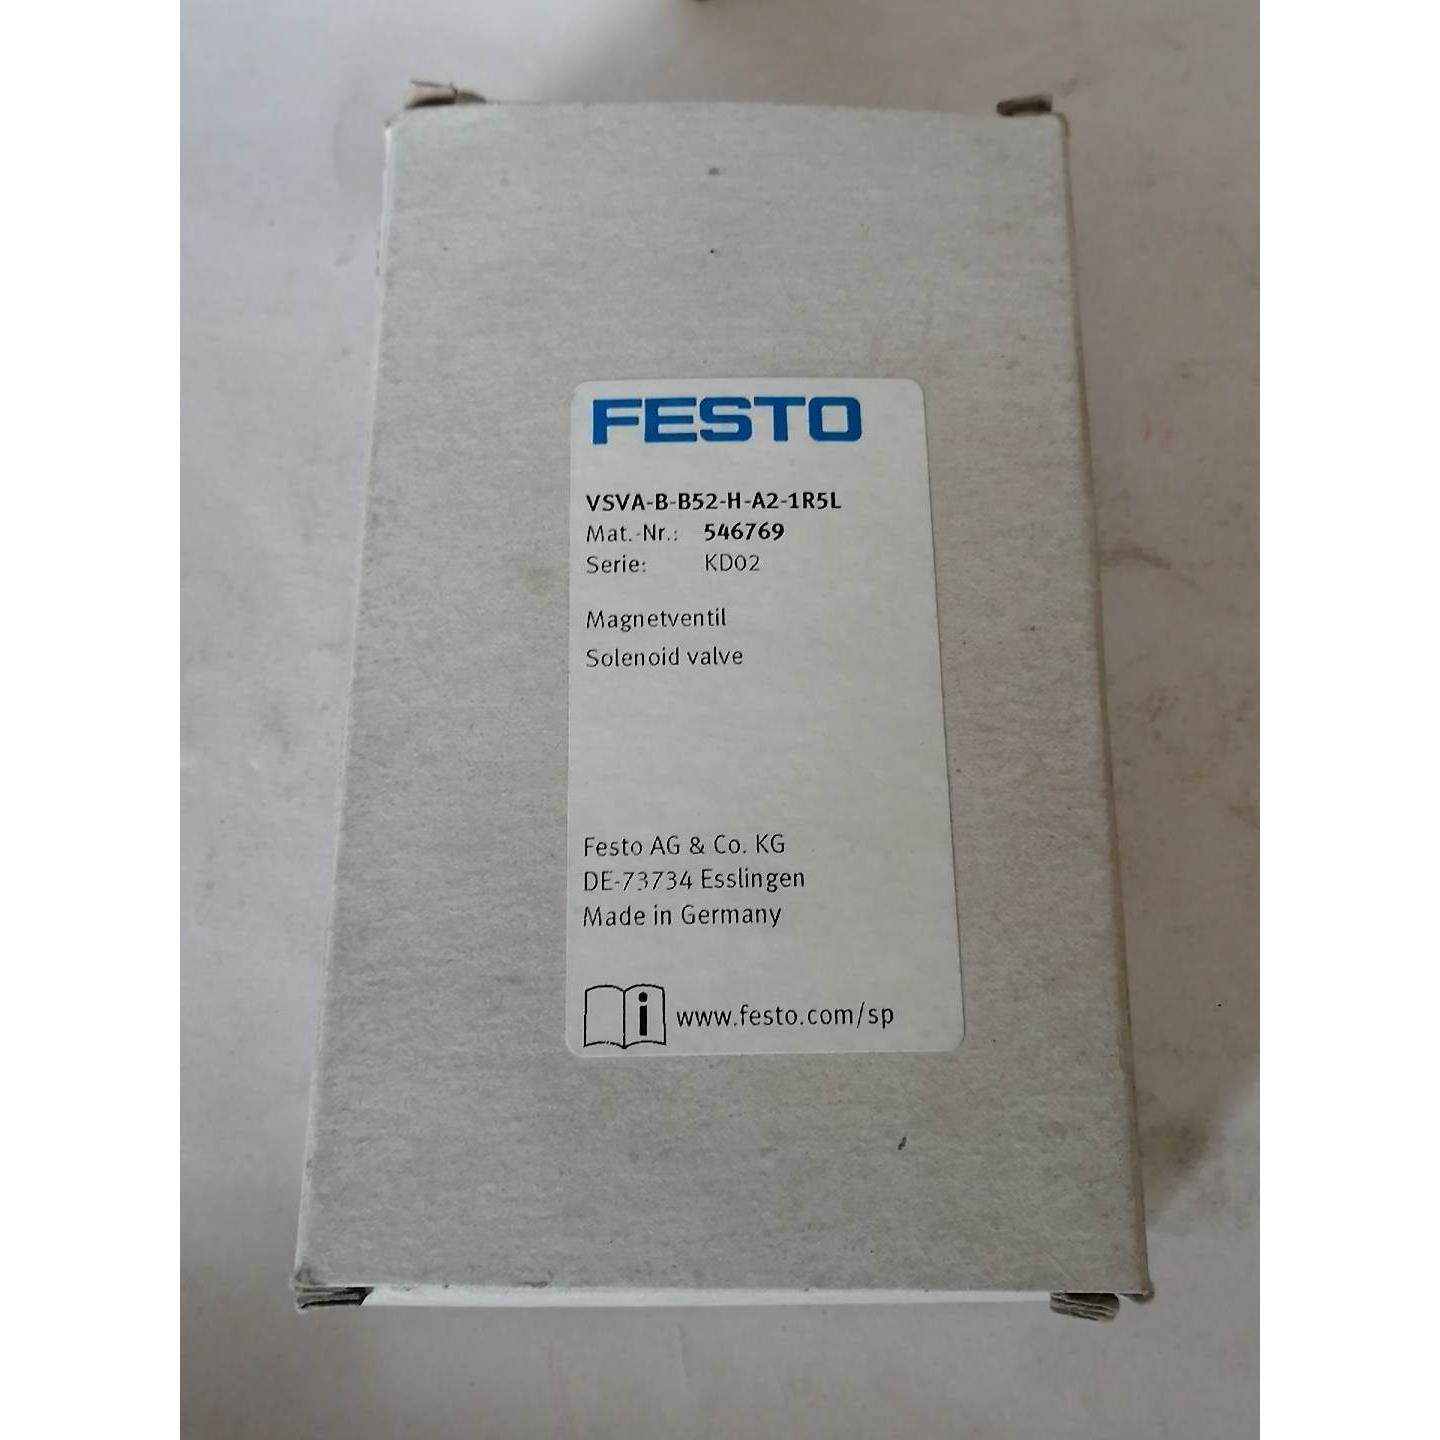 FESTO
VSVA-B-B52-H-A2-1R5L
Mat.-Nr.: 546769
Serie: KD02
Magnetventil
Solenoid valve
Festo AG & Co. KG
DE-73734 Esslingen
Made in Germany
i www.festo.com/sp